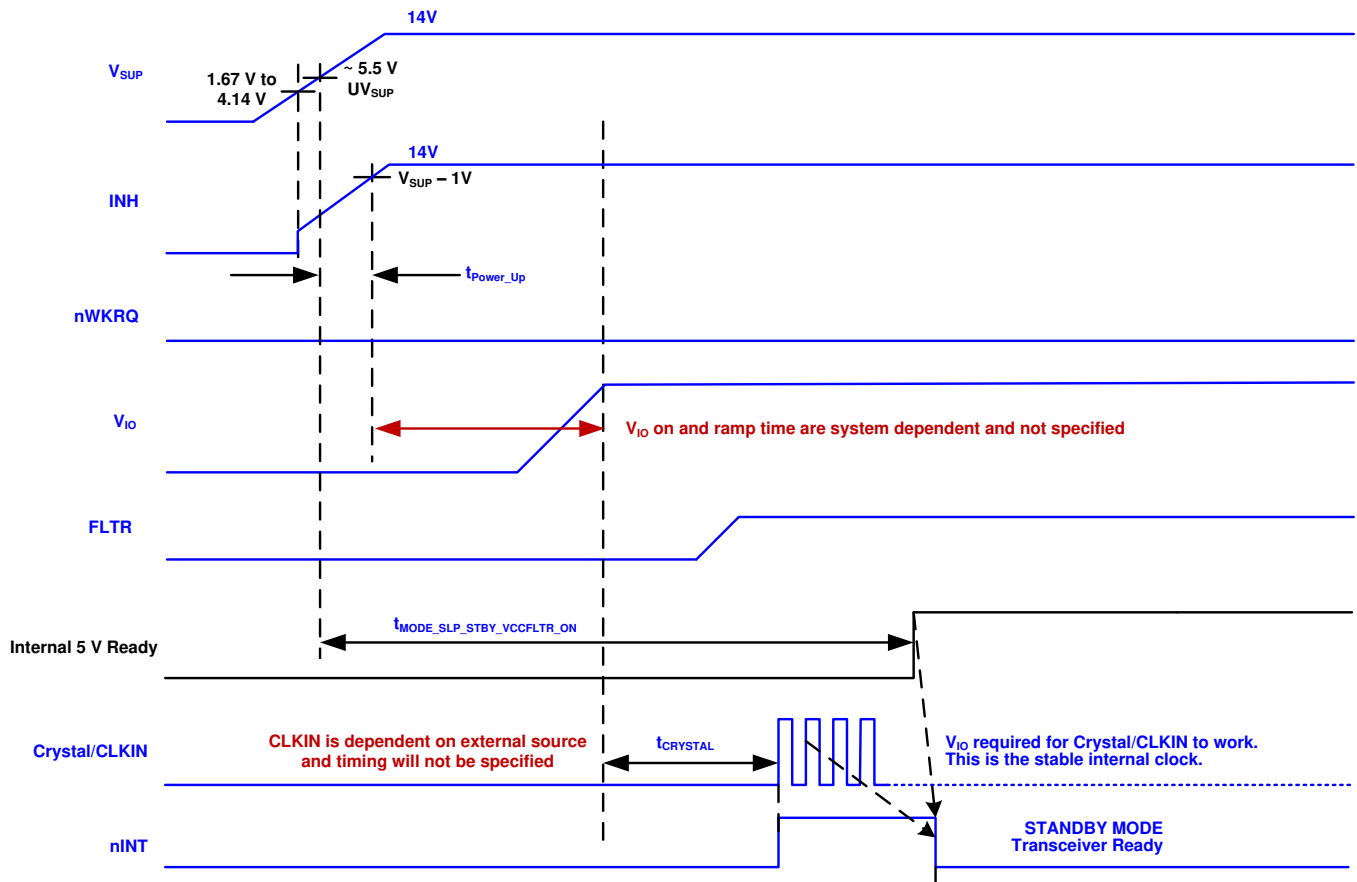 14V
VSUP
1.67 V to
4.14 V
~ 5.5 V
UVSUP
14V
VSUP – 1V
INH
tPower_Up
nWKRQ
VIO
VIO on and ramp time are system dependent and not specified
FLTR
tMODE_SLP_STBY_VCCFLTR_ON
Internal 5 V Ready
Crystal/CLKIN
CLKIN is dependent on external source
and timing will not be specified
tCRYSTAL
VIO required for Crystal/CLKIN to work.
This is the stable internal clock.
nINT
STANDBY MODE
Transceiver Ready